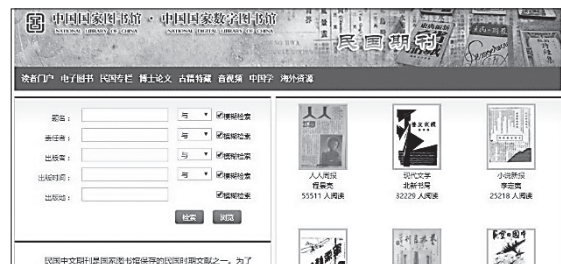 中国国家图书馆·中国国家数字图书馆
NATIONAL LIBRARY OF CHINA NATIONAL DIGITAL LIBRARY OF CHINA
民国期刊
读者门户 电子图书 民国专栏 博士论文 古籍特藏 音视频 中国学 海外资源
题名： 与 模糊检索
责任者： 与 模糊检索
出版者： 与 模糊检索
出版时间： 与 模糊检索
出版地： 模糊检索
检索 浏览
人人周报
程景亮
55511 人阅读
现代文学
北新书局
32229 人阅读
小说新报
李定夷
25218 人阅读
民国中文期刊是国家图书馆保存的民国时期文献之一。为了